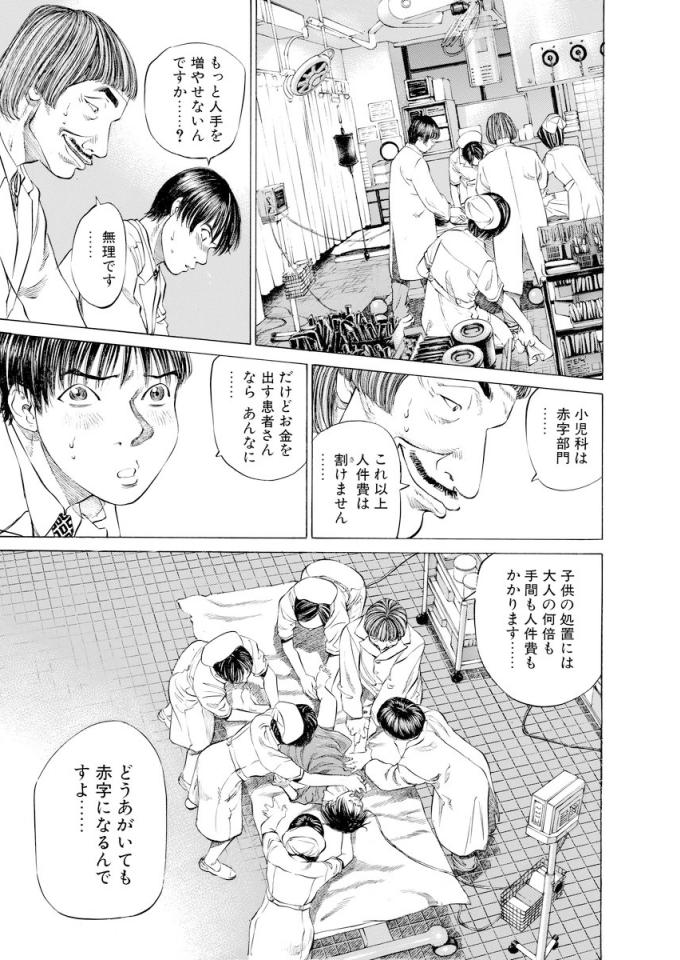 もっと人手を
増やせないん
ですか……？
無理です
……
小児科は
赤字部門
……
これ以上
人件費は
割けません
……
だけどお金を
出す患者さん
なら あんなに
……
子供の処置には
大人の何倍も
手間も人件費も
かかります……
どうあがいても
赤字になるんで
すよ……